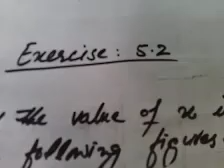 Exercise: 5.2
the value of x i
following figures